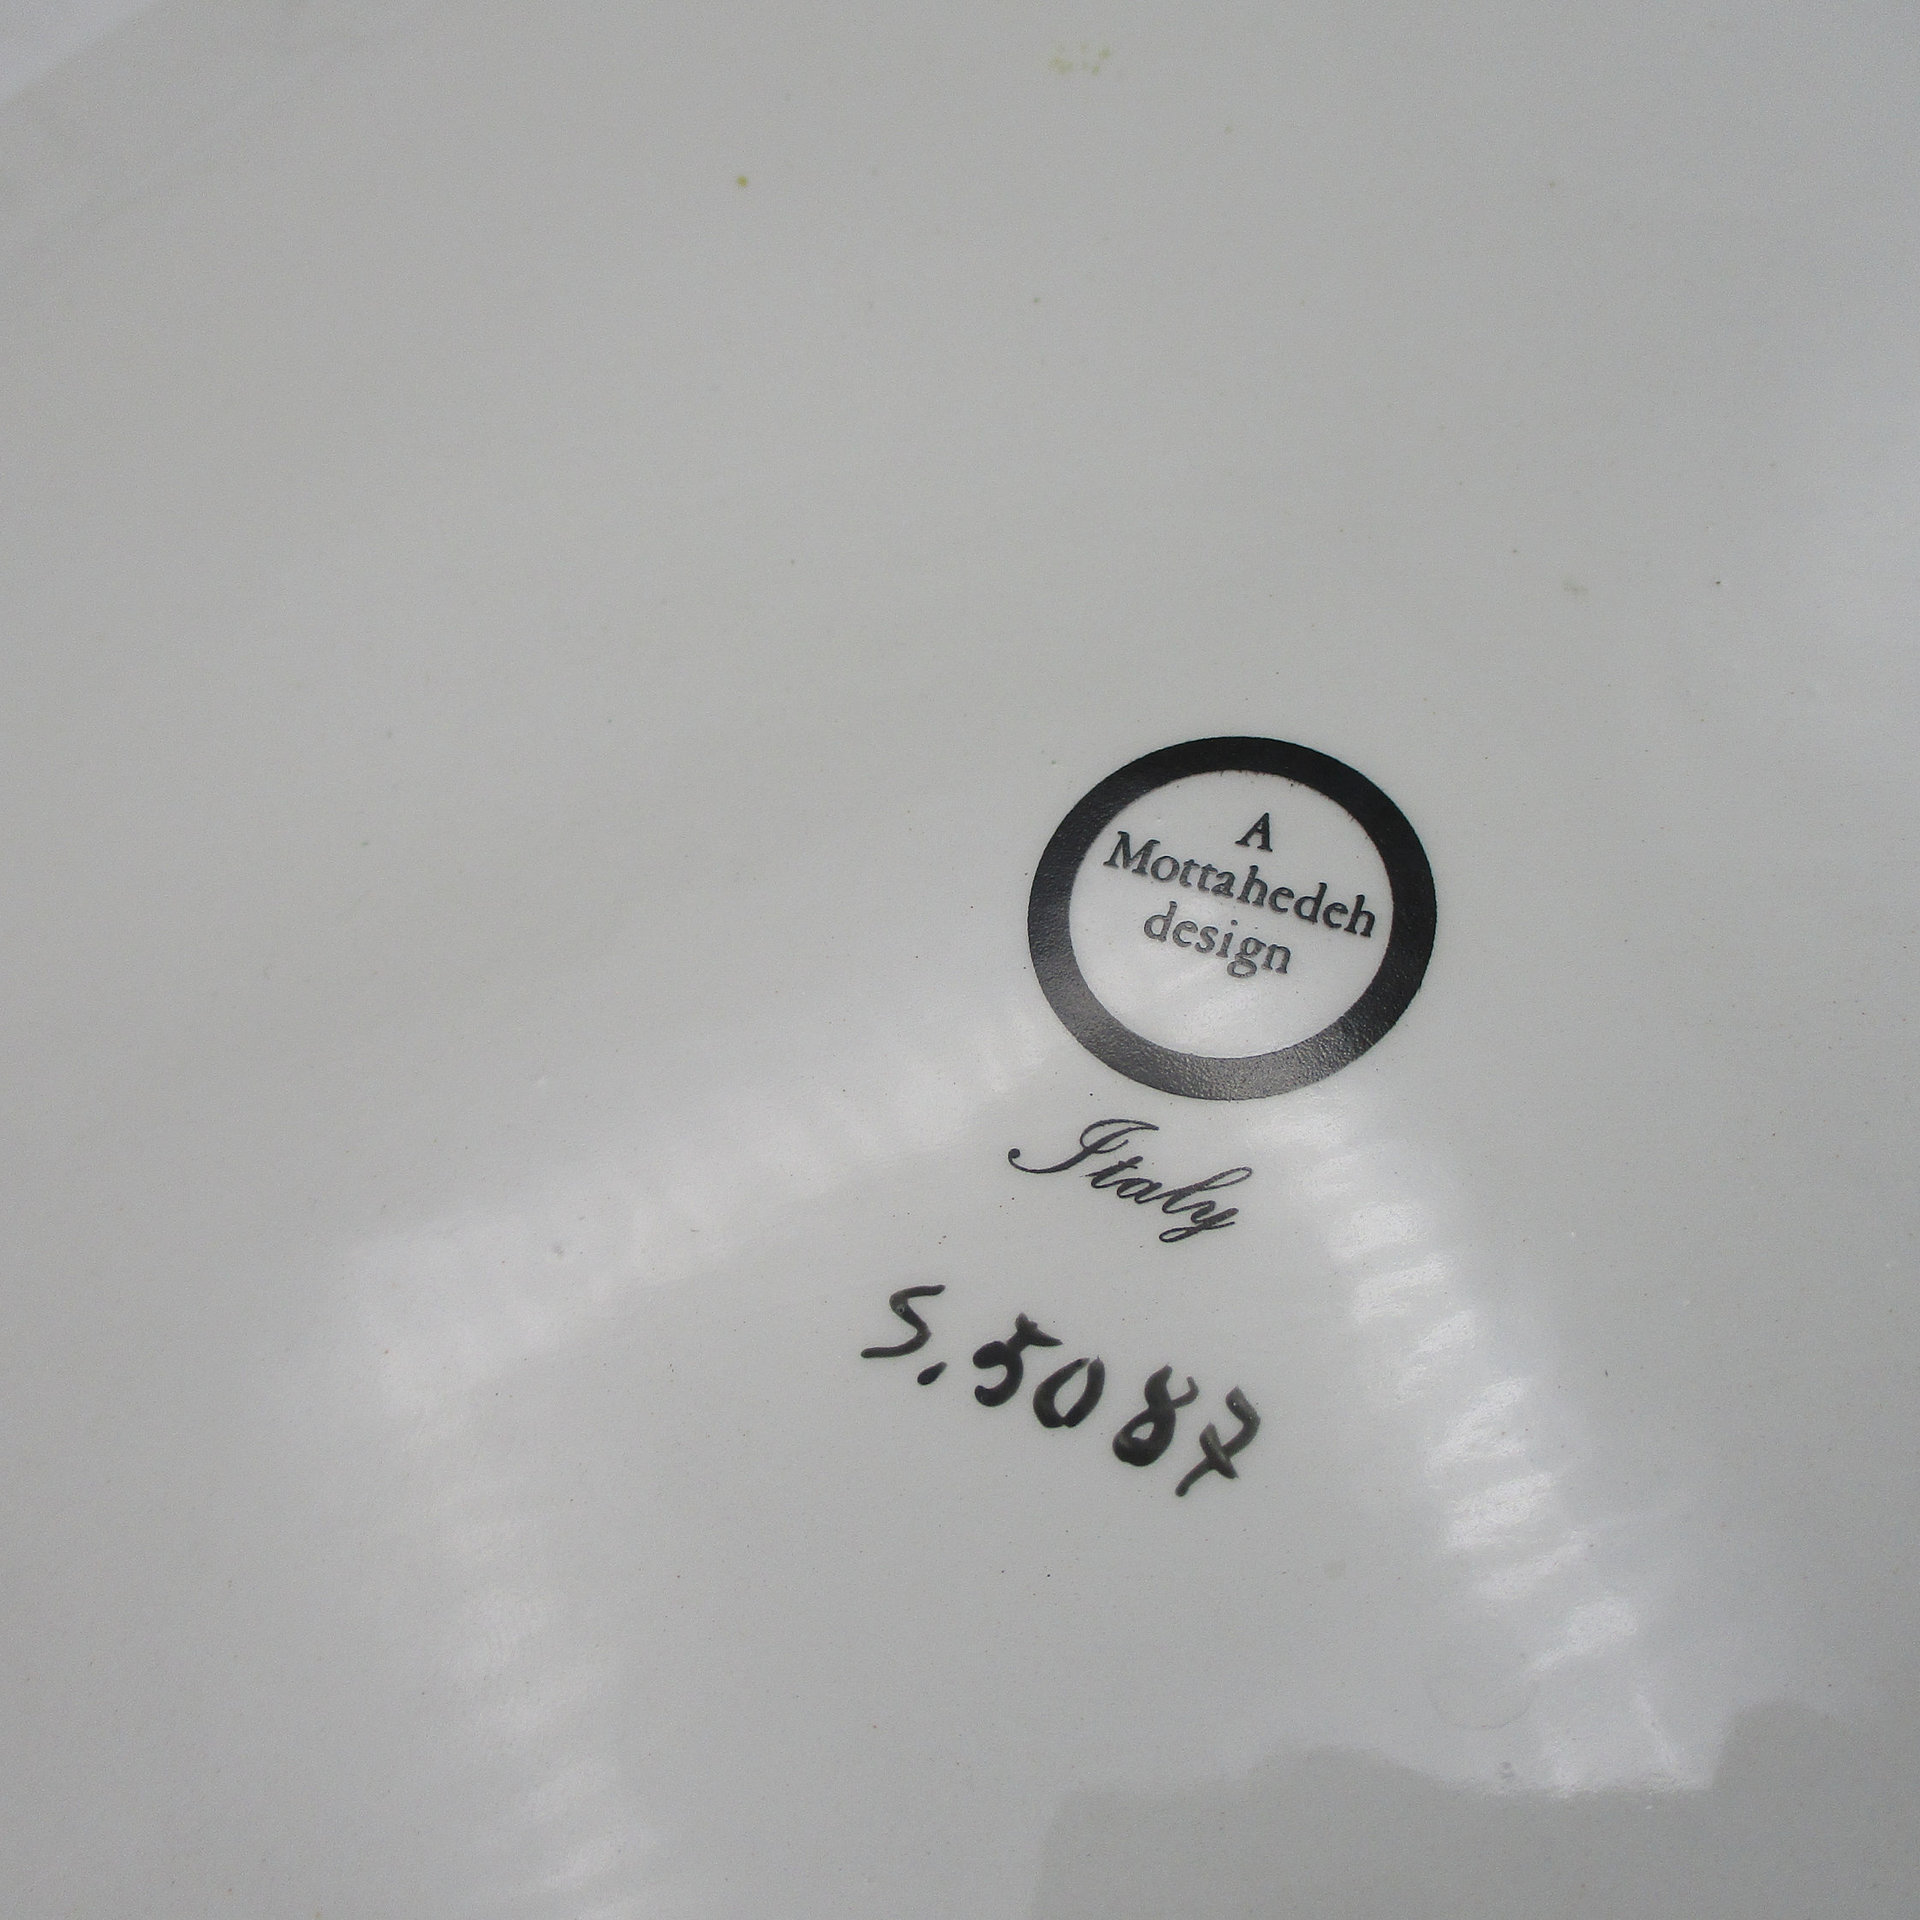 A
Mottahedeh
design
Italy
S.5087